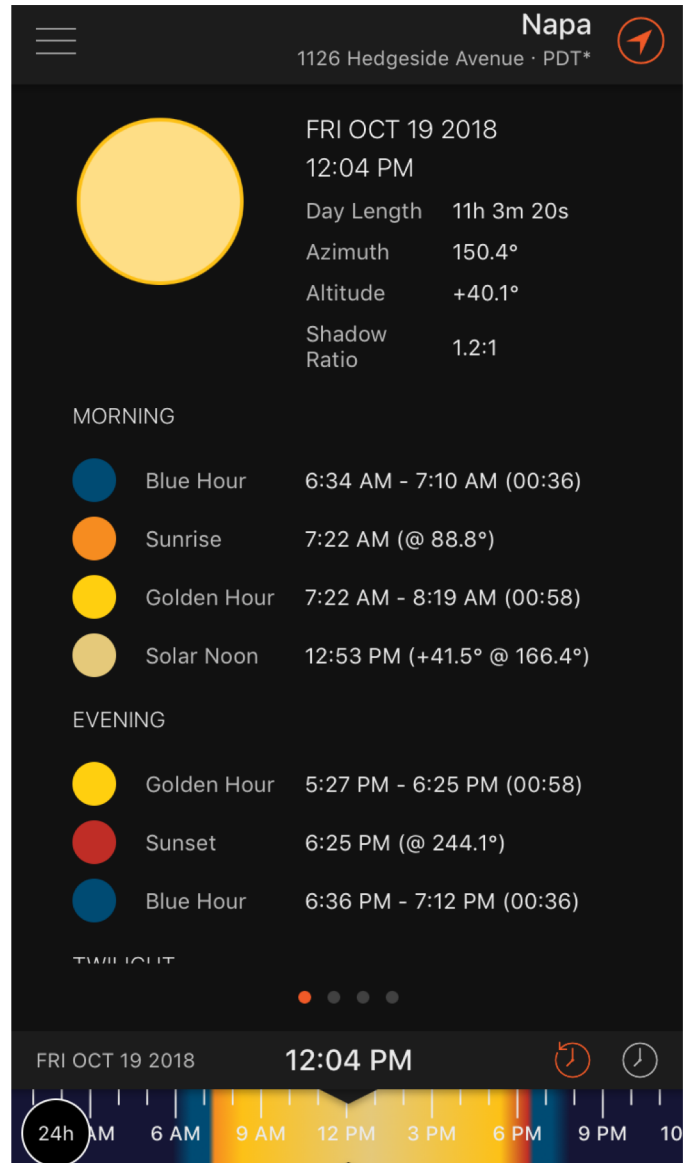 Napa
1126 Hedgeside Avenue · PDT*
FRI OCT 19 2018
12:04 PM
Day Length 11h 3m 20s
Azimuth 150.4°
Altitude +40.1°
Shadow Ratio 1.2:1
MORNING
Blue Hour 6:34 AM - 7:10 AM (00:36)
Sunrise 7:22 AM (@ 88.8°)
Golden Hour 7:22 AM - 8:19 AM (00:58)
Solar Noon 12:53 PM (+41.5° @ 166.4°)
EVENING
Golden Hour 5:27 PM - 6:25 PM (00:58)
Sunset 6:25 PM (@ 244.1°)
Blue Hour 6:36 PM - 7:12 PM (00:36)
TWILIGHT
FRI OCT 19 2018 12:04 PM
24h AM 6 AM 9 AM 12 PM 3 PM 6 PM 9 PM 10